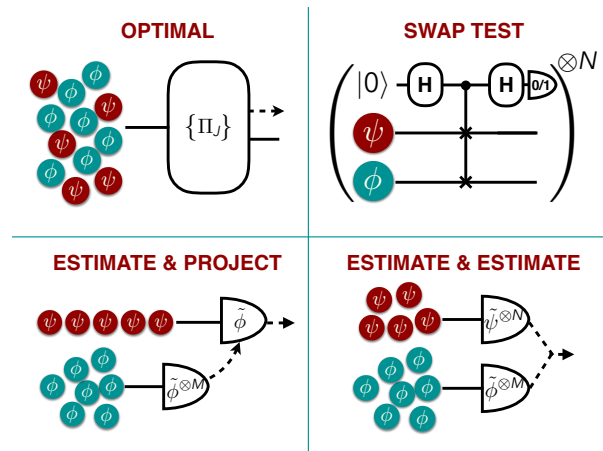 OPTIMAL
ψ ϕ ϕ
ϕ ψ
ϕ ϕ
ψ ϕ
ϕ ψ
ψ ϕ
{Π_J}
SWAP TEST
|0⟩ H H 0/1 ⊗N
ψ
ϕ
ESTIMATE & PROJECT
ψ ψ ψ ψ ψ
ϕ̃
ϕ ϕ
ϕ ϕ ϕ
ϕ ϕ
ϕ̃^⊗M
ESTIMATE & ESTIMATE
ψ ψ
ψ ψ ψ
ψ̃^⊗N
ϕ ϕ
ϕ ϕ ϕ
ϕ ϕ
ϕ̃^⊗M